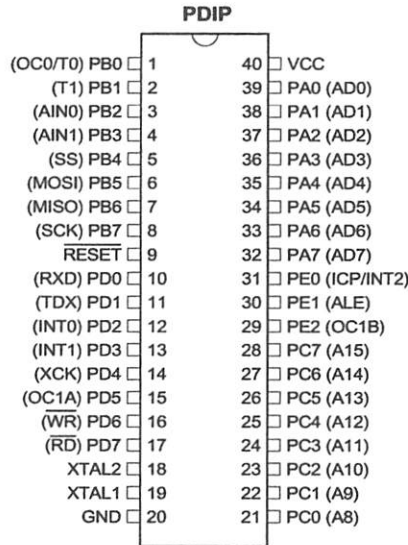 PDIP
(OC0/T0) PB0 1 40 VCC
(T1) PB1 2 39 PA0 (AD0)
(AIN0) PB2 3 38 PA1 (AD1)
(AIN1) PB3 4 37 PA2 (AD2)
(SS) PB4 5 36 PA3 (AD3)
(MOSI) PB5 6 35 PA4 (AD4)
(MISO) PB6 7 34 PA5 (AD5)
(SCK) PB7 8 33 PA6 (AD6)
RESET 9 32 PA7 (AD7)
(RXD) PD0 10 31 PE0 (ICP/INT2)
(TDX) PD1 11 30 PE1 (ALE)
(INT0) PD2 12 29 PE2 (OC1B)
(INT1) PD3 13 28 PC7 (A15)
(XCK) PD4 14 27 PC6 (A14)
(OC1A) PD5 15 26 PC5 (A13)
(WR) PD6 16 25 PC4 (A12)
(RD) PD7 17 24 PC3 (A11)
XTAL2 18 23 PC2 (A10)
XTAL1 19 22 PC1 (A9)
GND 20 21 PC0 (A8)